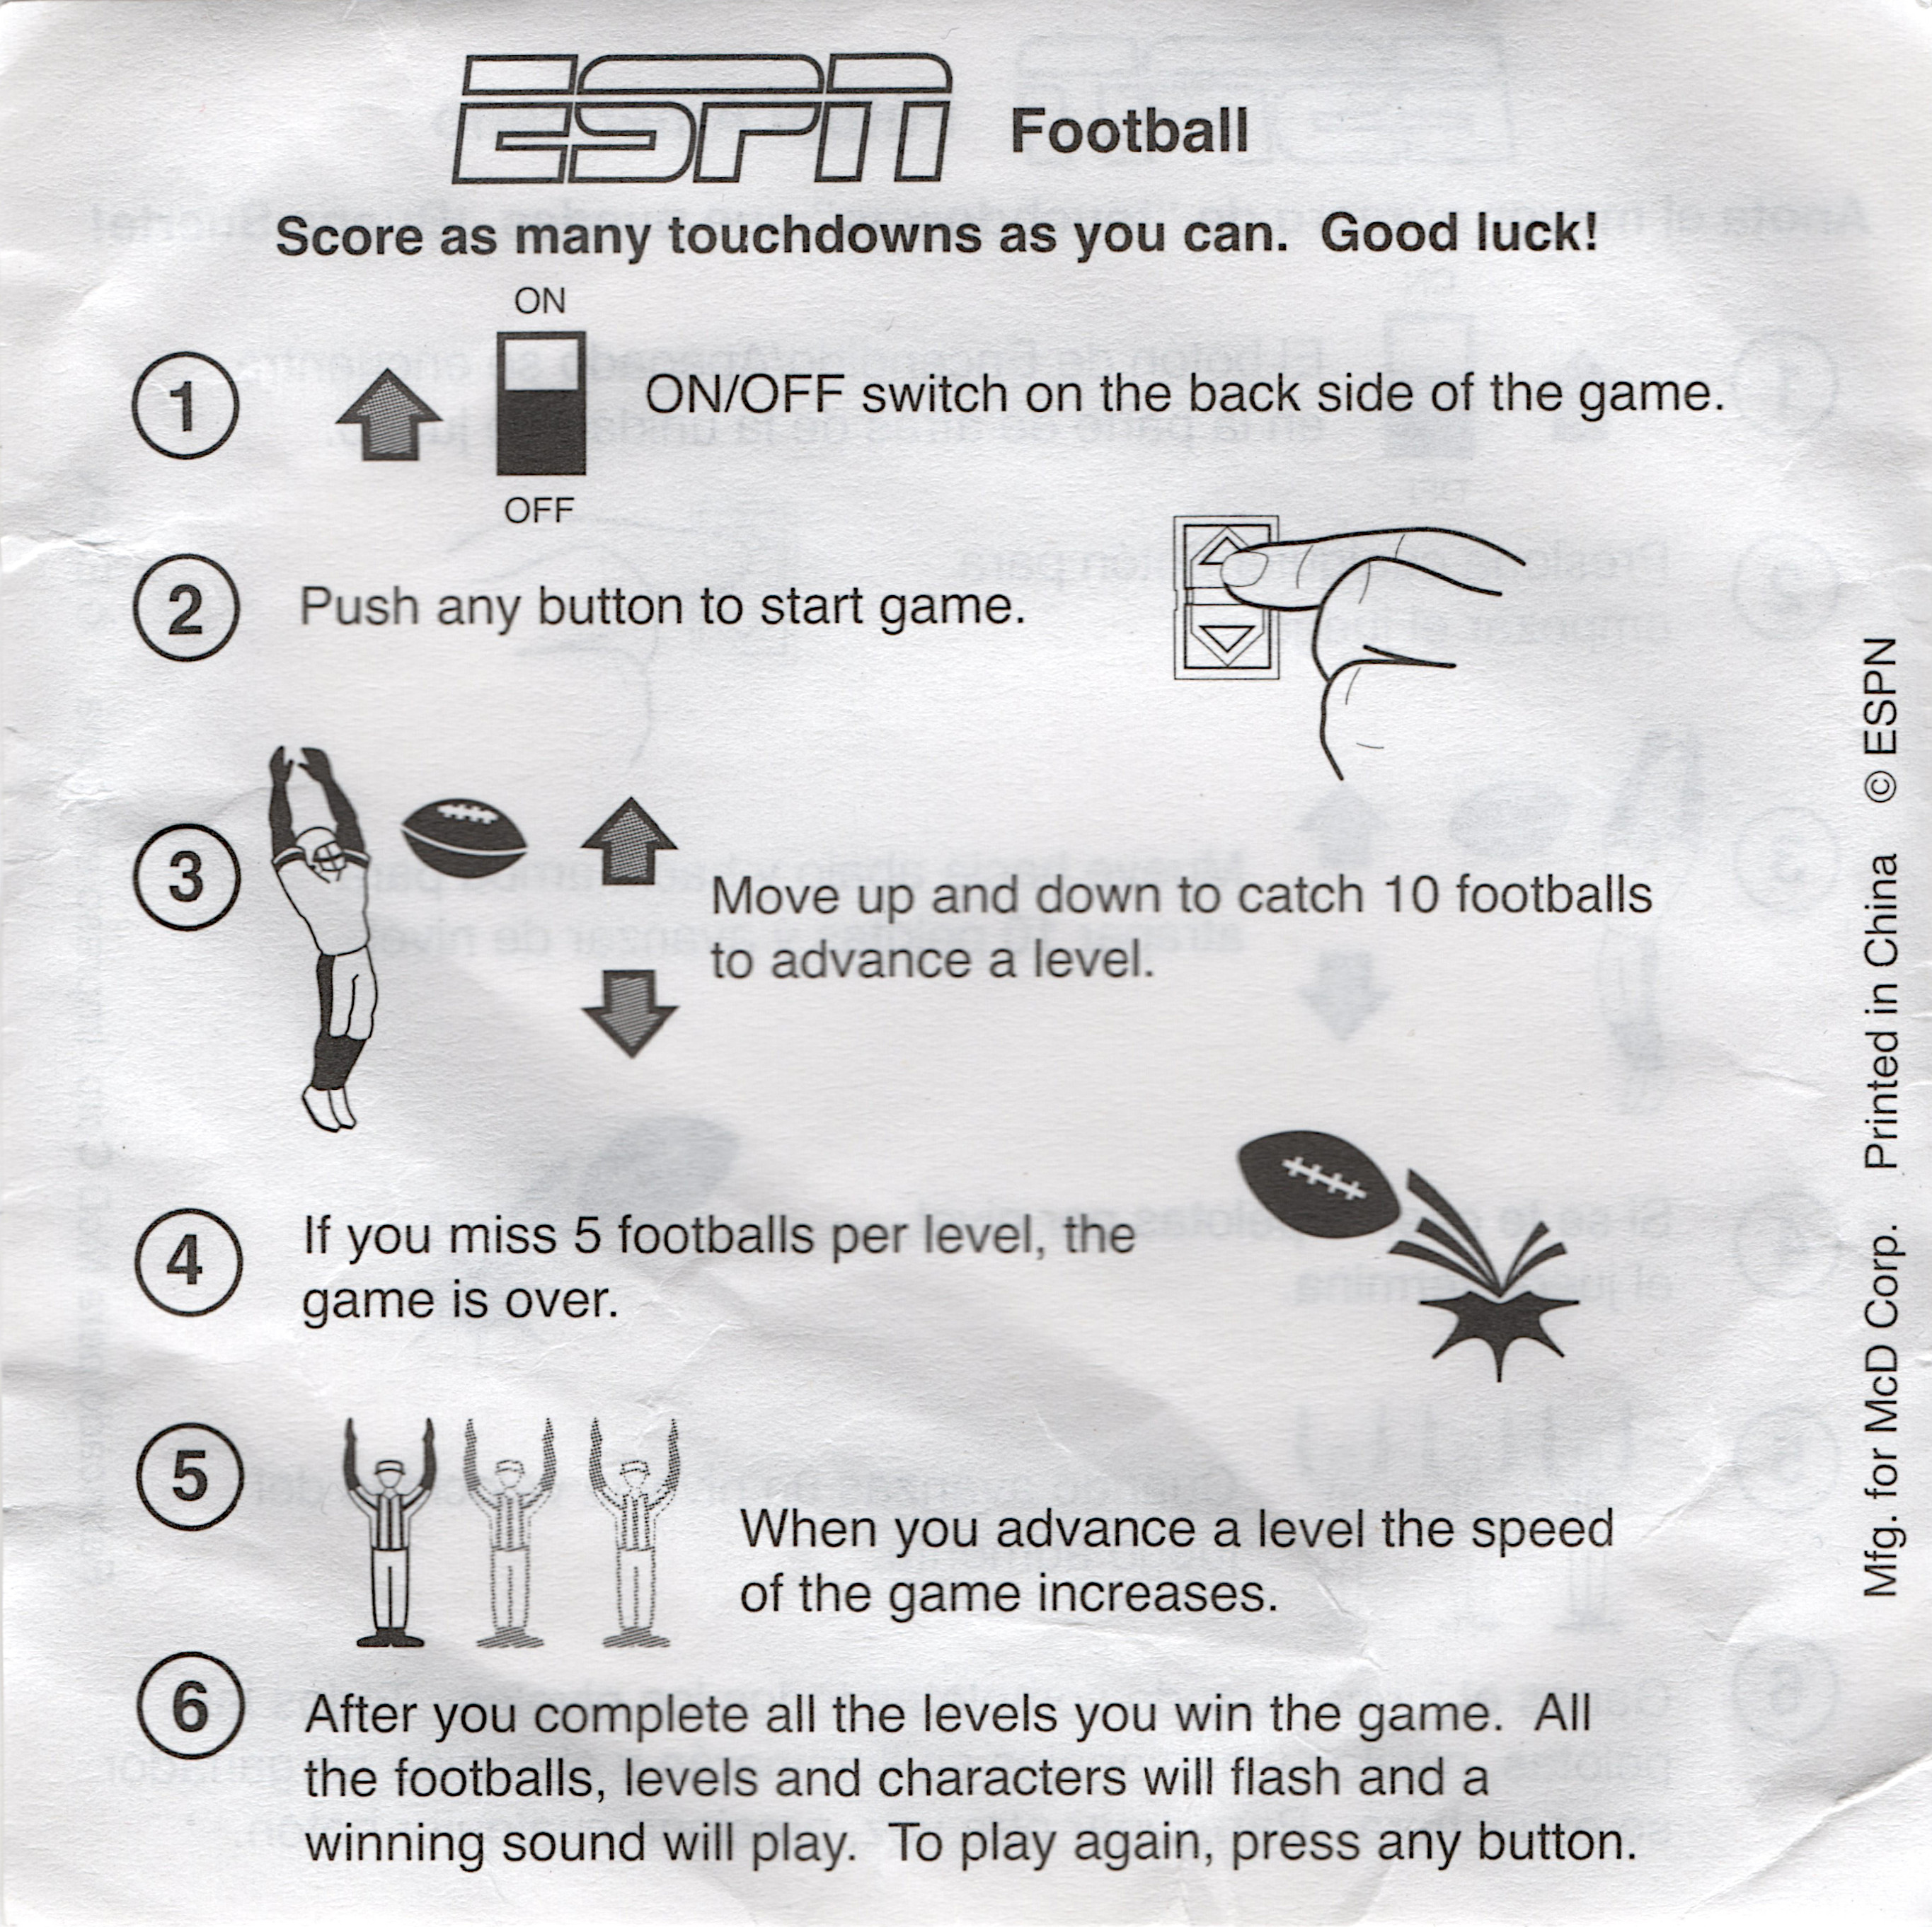 ESPN Football
Score as many touchdowns as you can. Good luck!
ON
1 ON/OFF switch on the back side of the game.
OFF
2 Push any button to start game.
3 Move up and down to catch 10 footballs
to advance a level.
4 If you miss 5 footballs per level, the
game is over.
5 When you advance a level the speed
of the game increases.
6 After you complete all the levels you win the game. All
the footballs, levels and characters will flash and a
winning sound will play. To play again, press any button.
Mfg. for McD Corp. Printed in China © ESPN